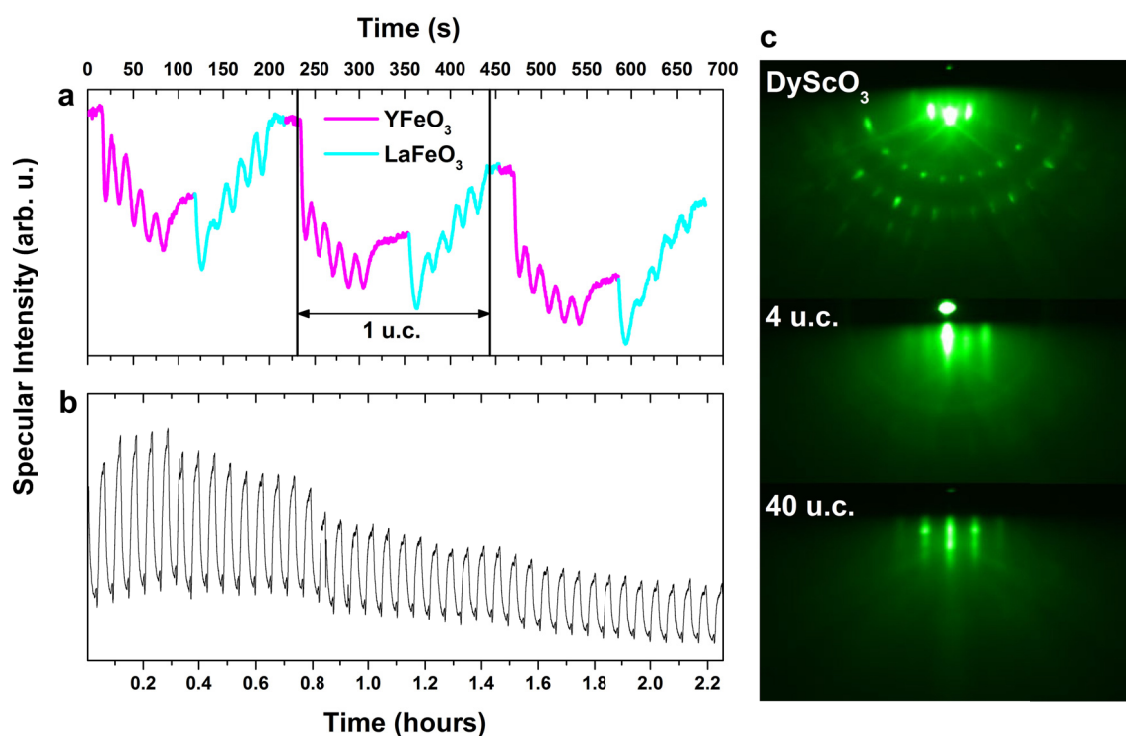 Time (s)
0 50 100 150 200 250 300 350 400 450 500 550 600 650 700
a
YFeO₃
LaFeO₃
1 u.c.
b
Specular Intensity (arb. u.)
0.2 0.4 0.6 0.8 1.0 1.2 1.4 1.6 1.8 2.0 2.2
Time (hours)
c
DyScO₃
4 u.c.
40 u.c.